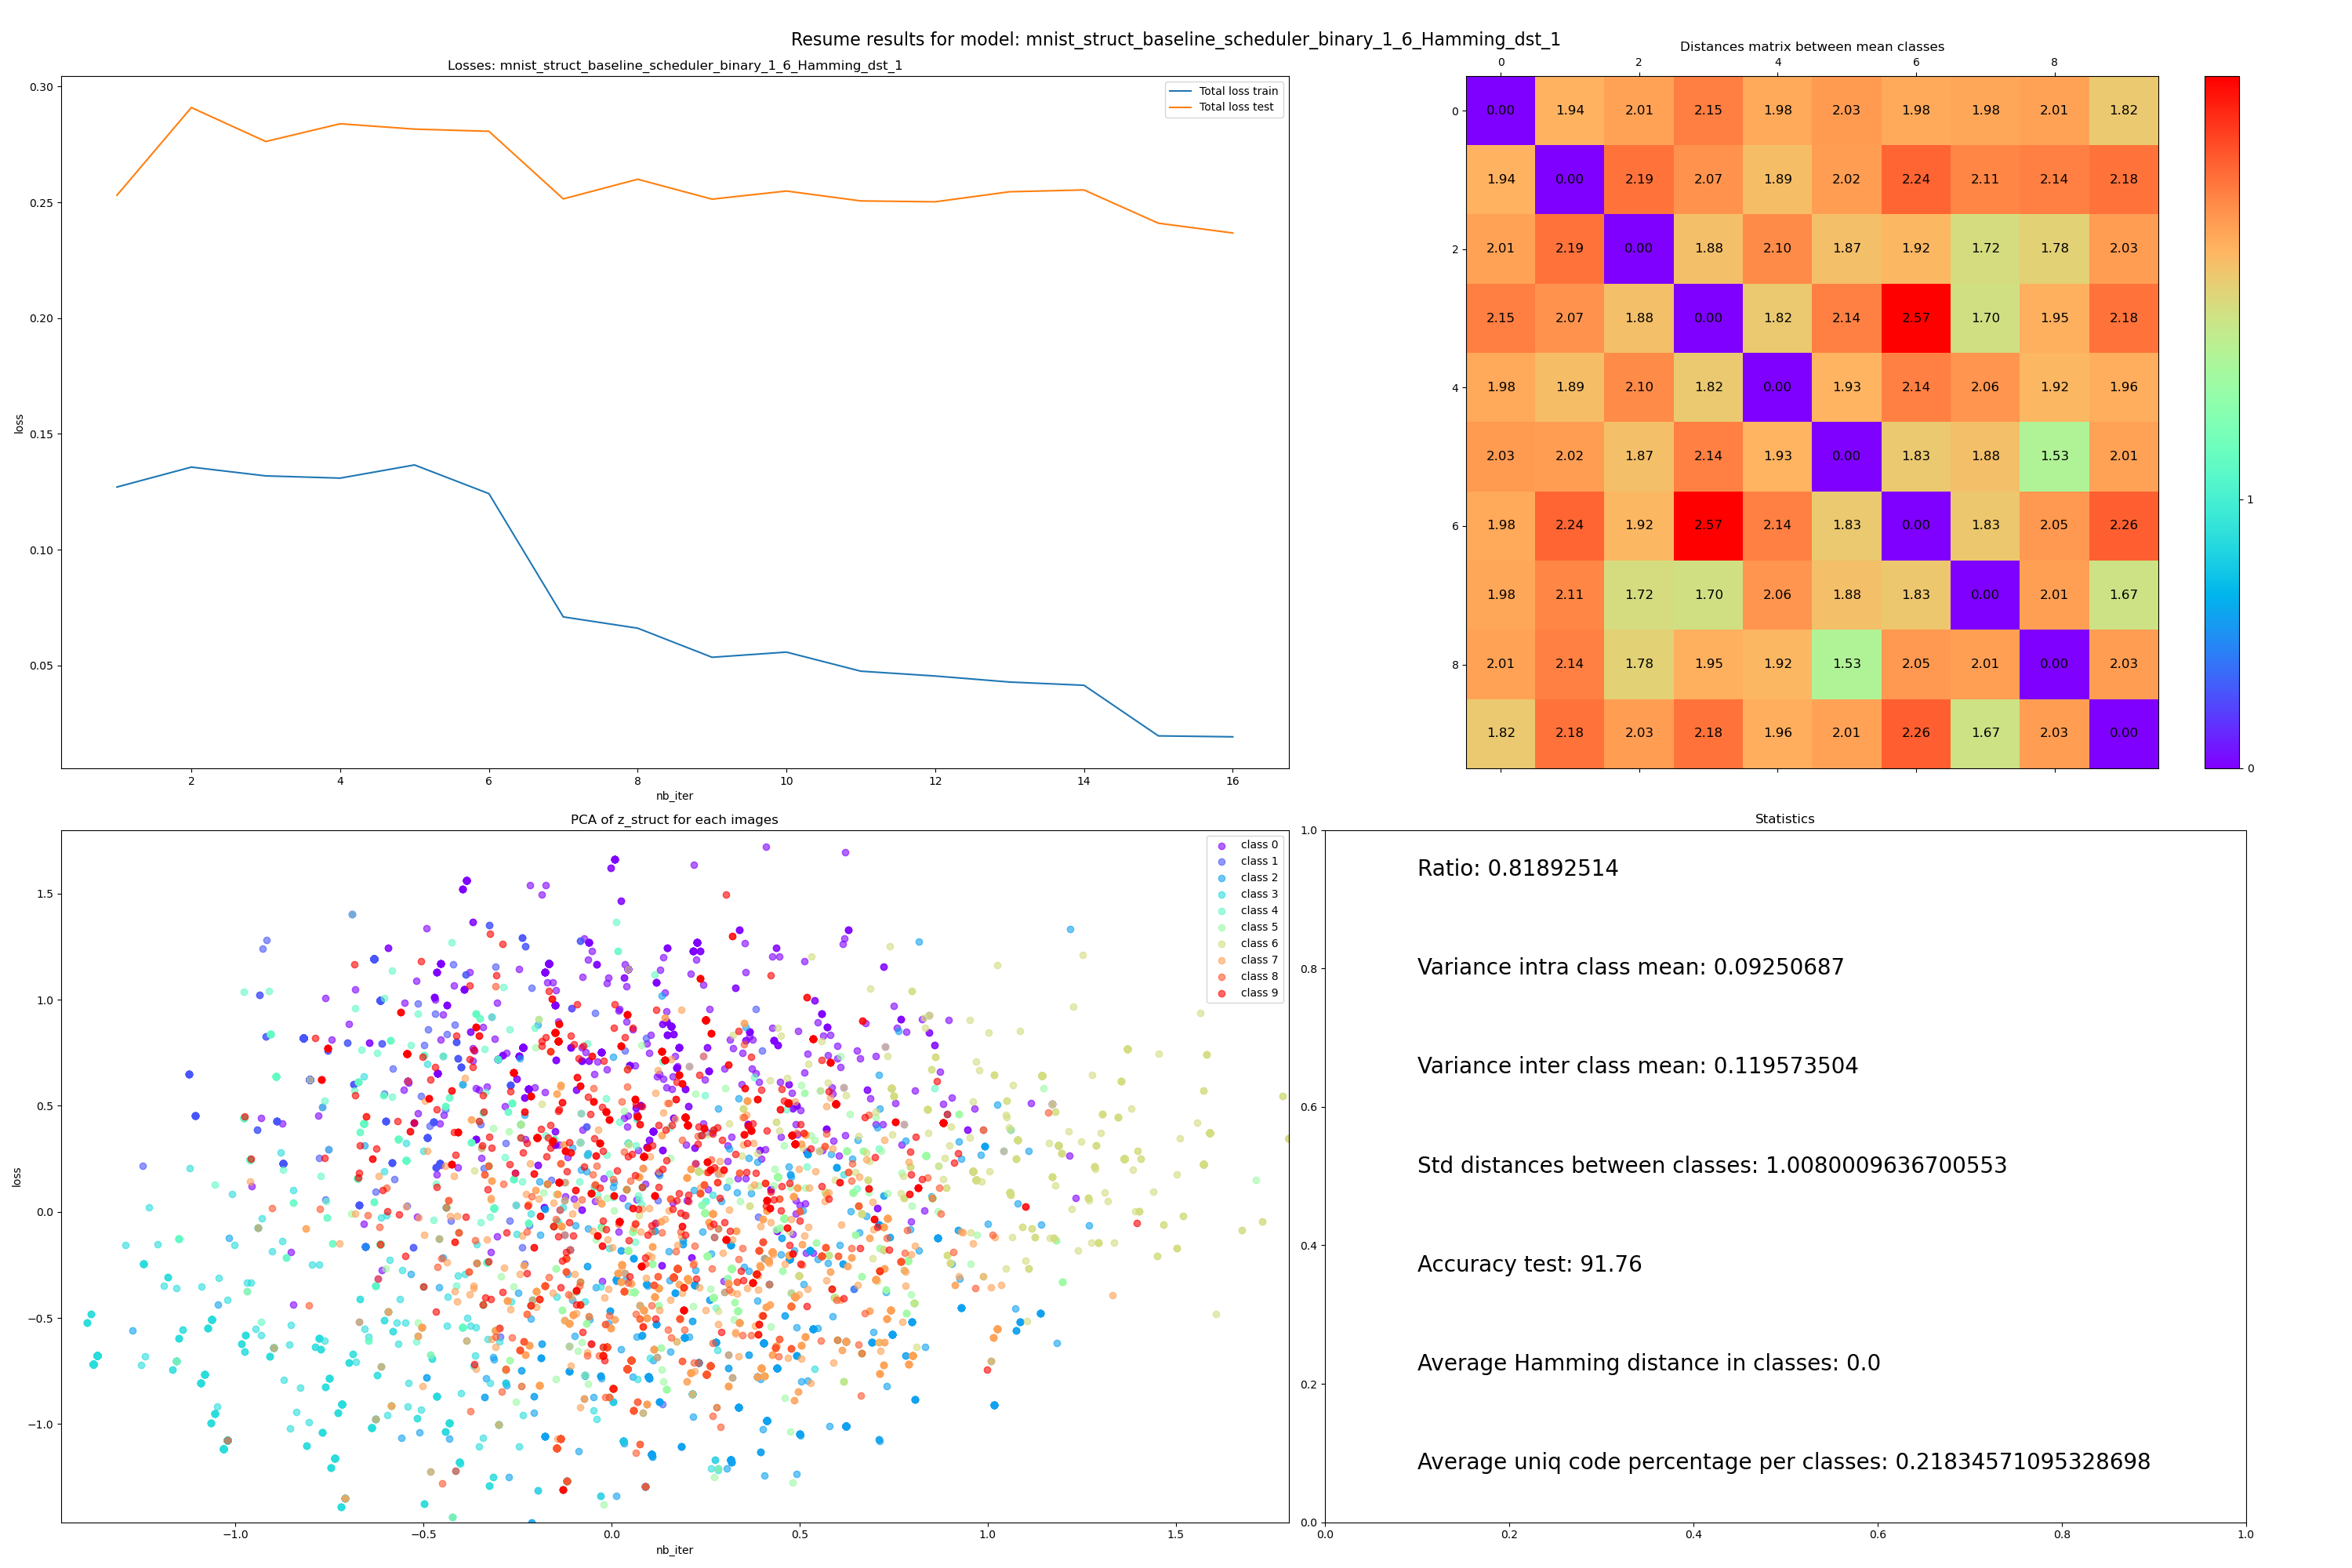 Resume results for model: mnist_struct_baseline_scheduler_binary_1_6_Hamming_dst_1
Losses: mnist_struct_baseline_scheduler_binary_1_6_Hamming_dst_1
0.30
0.25
0.20
0.15
0.10
0.05
loss
2 4 6 8 10 12 14 16
nb_iter
Total loss train
Total loss test
Distances matrix between mean classes
0 2 4 6 8
0 0.00 1.94 2.01 2.15 1.98 2.03 1.98 1.98 2.01 1.82
1.94 0.00 2.19 2.07 1.89 2.02 2.24 2.11 2.14 2.18
2 2.01 2.19 0.00 1.88 2.10 1.87 1.92 1.72 1.78 2.03
2.15 2.07 1.88 0.00 1.82 2.14 2.57 1.70 1.95 2.18
4 1.98 1.89 2.10 1.82 0.00 1.93 2.14 2.06 1.92 1.96
2.03 2.02 1.87 2.14 1.93 0.00 1.83 1.88 1.53 2.01
6 1.98 2.24 1.92 2.57 2.14 1.83 0.00 1.83 2.05 2.26
1.98 2.11 1.72 1.70 2.06 1.88 1.83 0.00 2.01 1.67
8 2.01 2.14 1.78 1.95 1.92 1.53 2.05 2.01 0.00 2.03
1.82 2.18 2.03 2.18 1.96 2.01 2.26 1.67 2.03 0.00
1
0
PCA of z_struct for each images
1.5
1.0
0.5
0.0
−0.5
−1.0
loss
−1.0 −0.5 0.0 0.5 1.0 1.5
nb_iter
class 0
class 1
class 2
class 3
class 4
class 5
class 6
class 7
class 8
class 9
Statistics
1.0
0.8
0.6
0.4
0.2
0.0
0.0 0.2 0.4 0.6 0.8 1.0
Ratio: 0.81892514
Variance intra class mean: 0.09250687
Variance inter class mean: 0.119573504
Std distances between classes: 1.0080009636700553
Accuracy test: 91.76
Average Hamming distance in classes: 0.0
Average uniq code percentage per classes: 0.21834571095328698